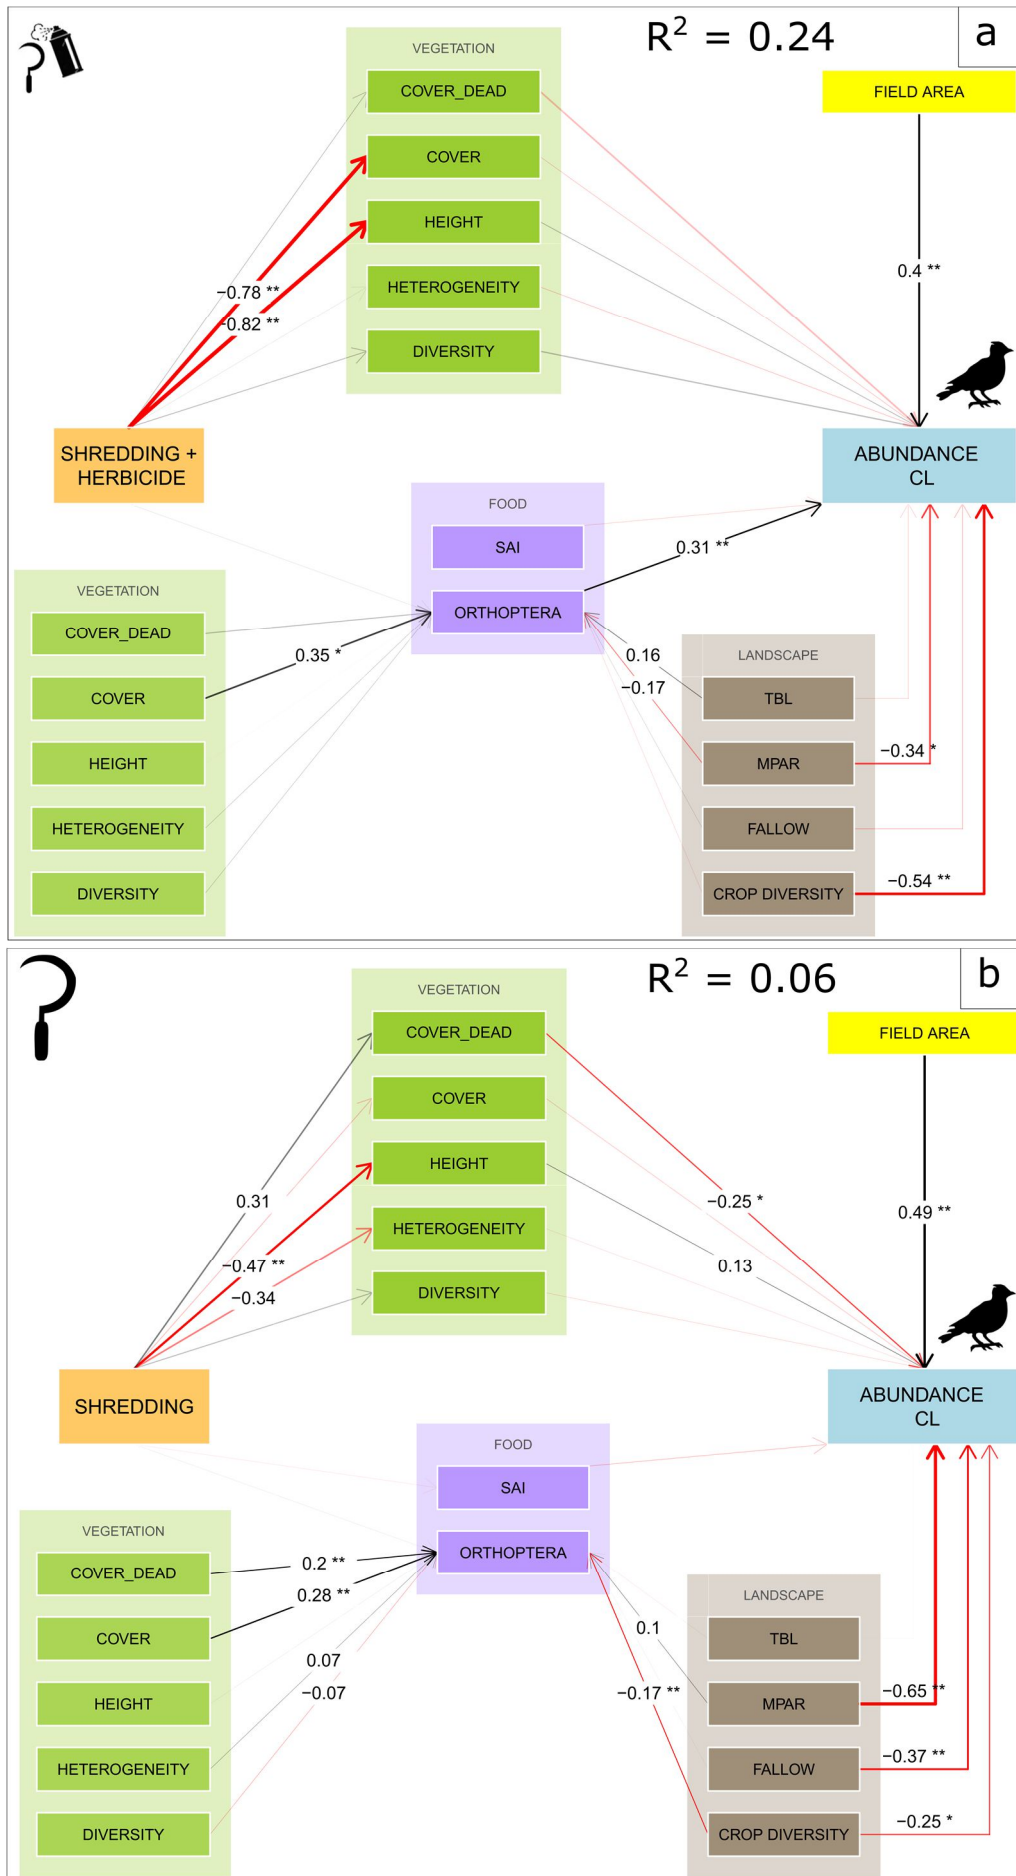 R² = 0.24
a
VEGETATION
COVER_DEAD
COVER
HEIGHT
HETEROGENEITY
DIVERSITY
FIELD AREA
0.4 **
−0.78 **
−0.82 **
SHREDDING +
HERBICIDE
ABUNDANCE
CL
FOOD
SAI
ORTHOPTERA
0.31 **
VEGETATION
COVER_DEAD
COVER
HEIGHT
HETEROGENEITY
DIVERSITY
0.35 *
0.16
−0.17
LANDSCAPE
TBL
MPAR
FALLOW
CROP DIVERSITY
−0.34 *
−0.54 **
R² = 0.06
b
VEGETATION
COVER_DEAD
COVER
HEIGHT
HETEROGENEITY
DIVERSITY
FIELD AREA
0.49 **
0.31
−0.47 **
−0.34
−0.25 *
0.13
SHREDDING
ABUNDANCE
CL
FOOD
SAI
ORTHOPTERA
VEGETATION
COVER_DEAD
COVER
HEIGHT
HETEROGENEITY
DIVERSITY
0.2 **
0.28 **
0.07
−0.07
0.1
−0.17 **
LANDSCAPE
TBL
MPAR
FALLOW
CROP DIVERSITY
−0.65 **
−0.37 **
−0.25 *